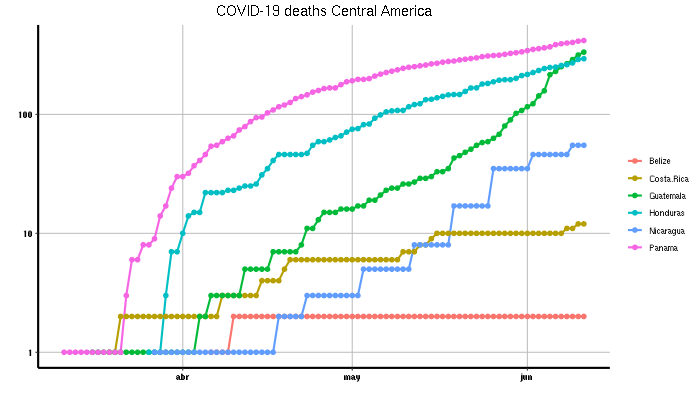 COVID-19 deaths Central America
100
10
1
abr
may
jun
Belize
Costa.Rica
Guatemala
Honduras
Nicaragua
Panama